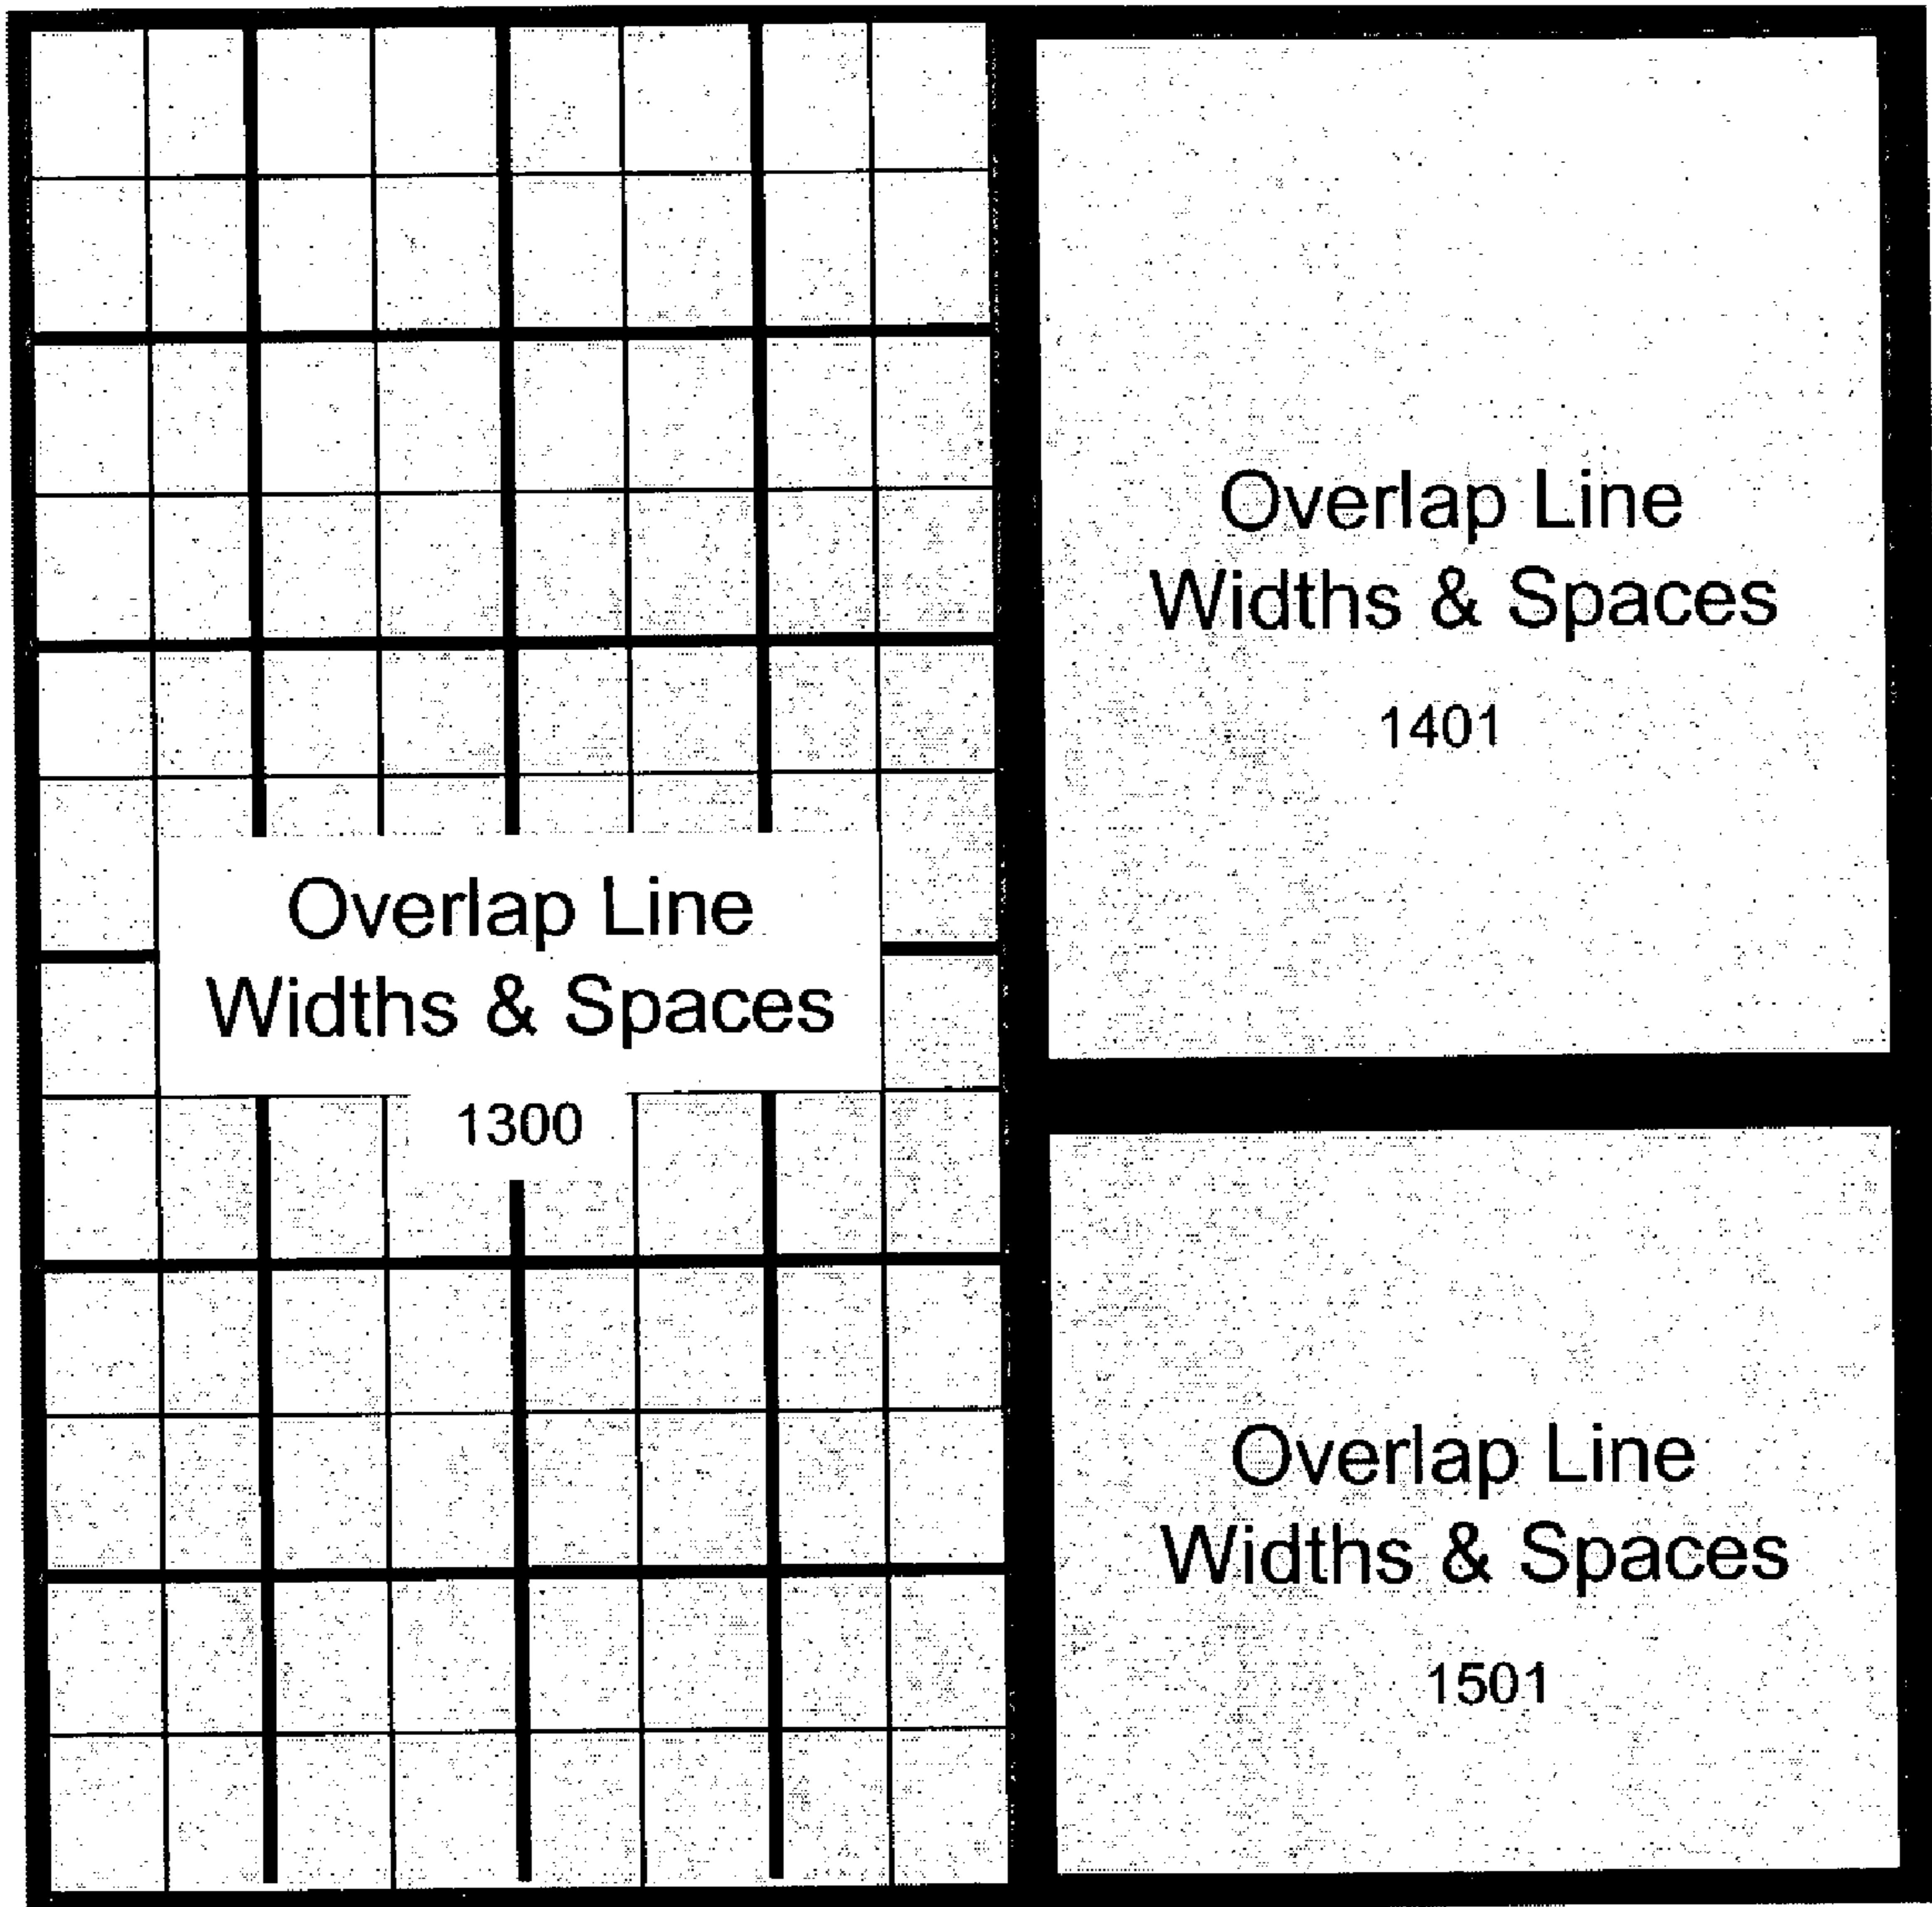 Overlap Line
Widths & Spaces
1300
Overlap Line
Widths & Spaces
1401
Overlap Line
Widths & Spaces
1501